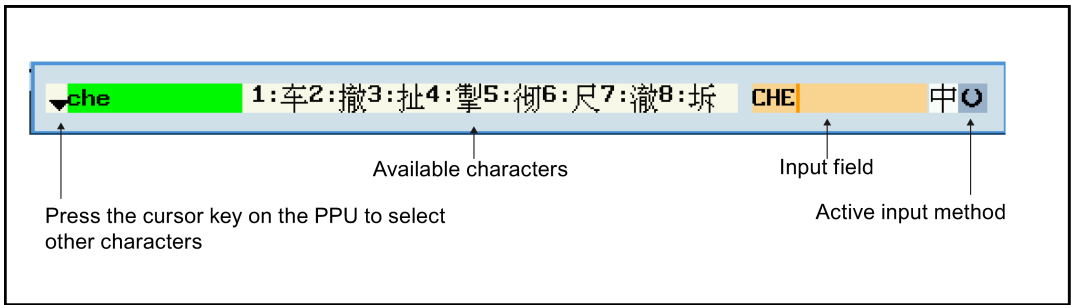 che 1:车2:撤3:扯4:掣5:彻6:尺7:澈8:坼 CHE 中
Available characters
Input field
Press the cursor key on the PPU to select
other characters
Active input method